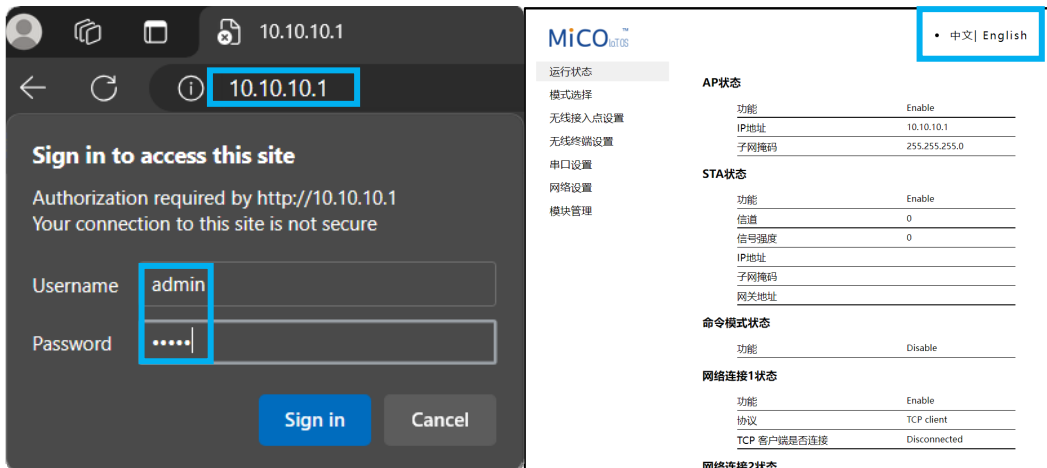 10.10.10.1
10.10.10.1
Sign in to access this site
Authorization required by http://10.10.10.1
Your connection to this site is not secure
Username admin
Password •••••
Sign in Cancel
MiCO IoTOS™
• 中文| English
运行状态
模式选择
无线接入点设置
无线终端设置
串口设置
网络设置
模块管理
AP状态
功能 Enable
IP地址 10.10.10.1
子网掩码 255.255.255.0
STA状态
功能 Enable
信道 0
信号强度 0
IP地址
子网掩码
网关地址
命令模式状态
功能 Disable
网络连接1状态
功能 Enable
协议 TCP client
TCP 客户端是否连接 Disconnected
网络连接2状态